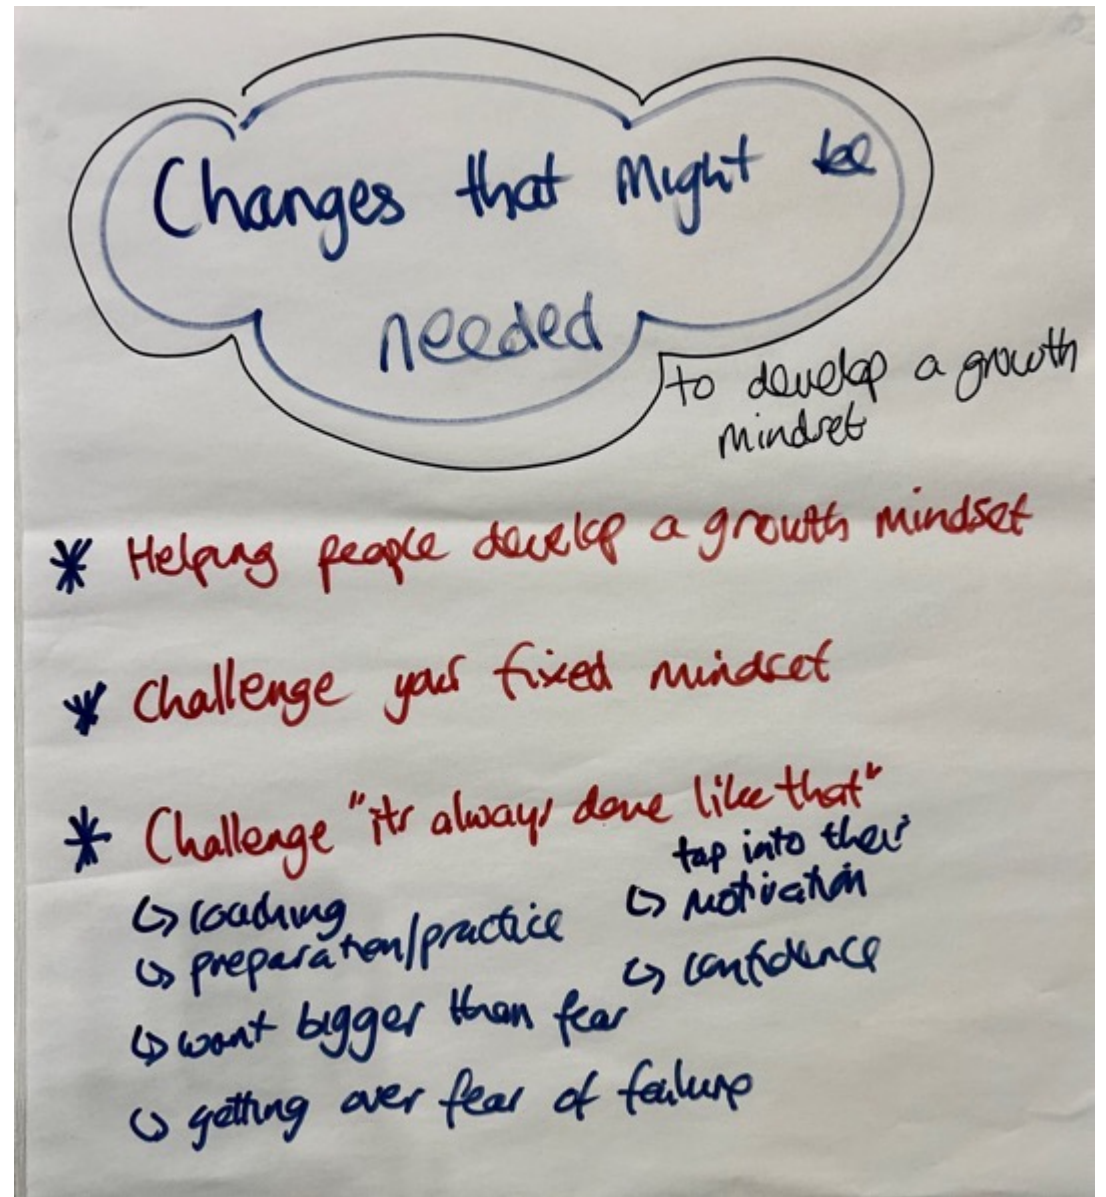 Changes that might be
needed
to develop a growth
mindset
* Helping people develop a growth mindset
* Challenge your fixed mindset
* Challenge "its always done like that"
↳ coaching
↳ preparation/practice
↳ want bigger than fear
↳ getting over fear of failure
tap into their
↳ motivation
↳ confidence